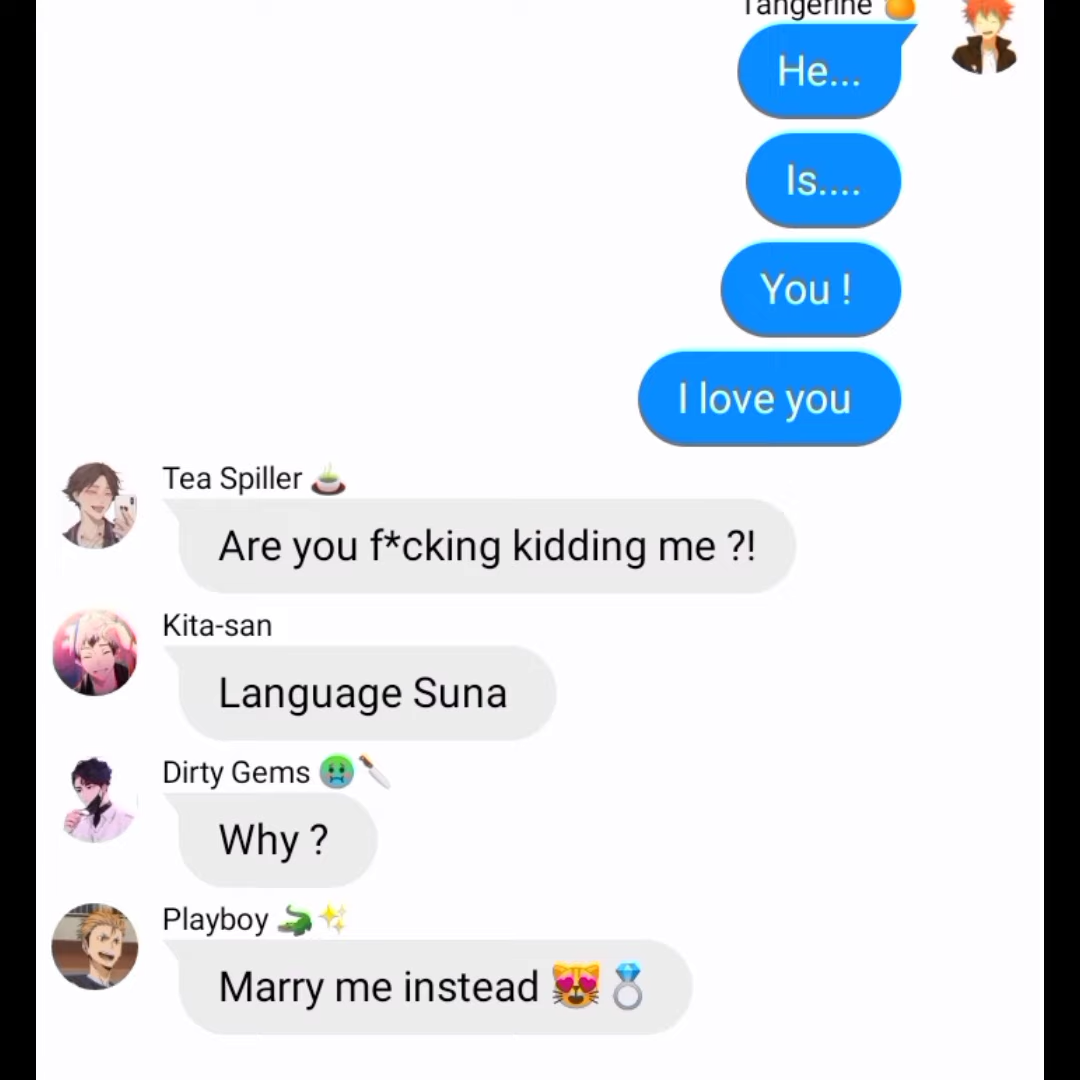 Tangerine 🍊
He...
Is....
You !
I love you
Tea Spiller 🍵
Are you f*cking kidding me ?!
Kita-san
Language Suna
Dirty Gems 🤢🔪
Why ?
Playboy 🐊✨
Marry me instead 😻💍